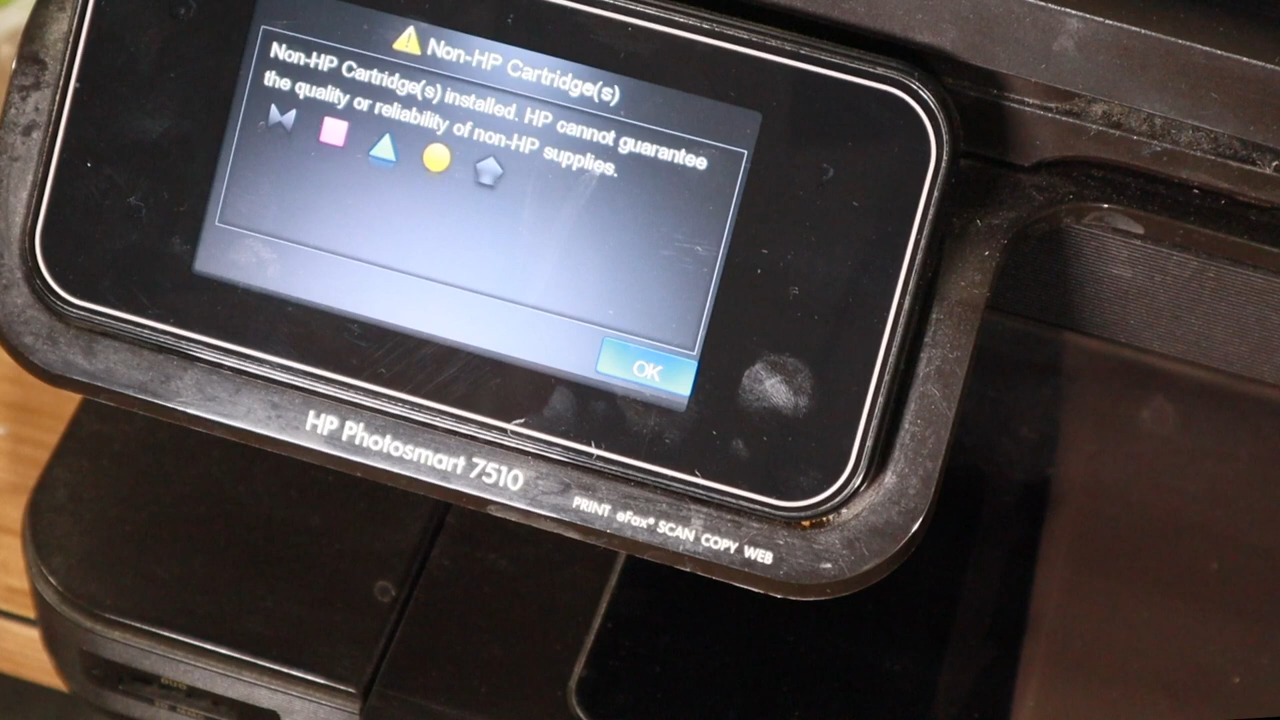 Non-HP Cartridge(s)
Non-HP Cartridge(s) installed. HP cannot guarantee
the quality or reliability of non-HP supplies.
OK
HP Photosmart 7510
PRINT eFax® SCAN COPY WEB